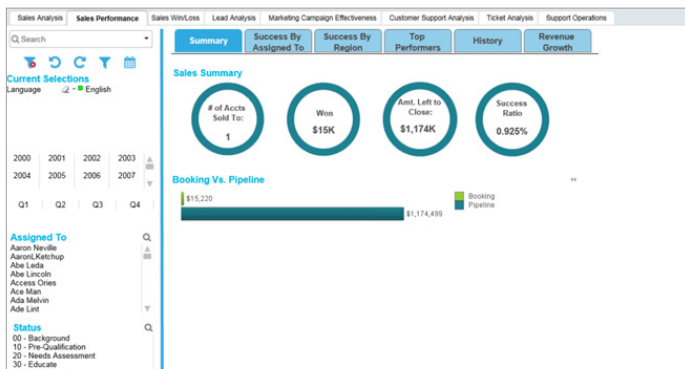 Sales Analysis Sales Performance Sales Win/Loss Lead Analysis Marketing Campaign Effectiveness Customer Support Analysis Ticket Analysis Support Operations
Search
Summary
Success By Assigned To
Success By Region
Top Performers
History
Revenue Growth
Current Selections
Language English
2000 2001 2002 2003
2004 2005 2006 2007
Q1 Q2 Q3 Q4
Assigned To
Aaron Neville
AaronLKetchup
Abe Leda
Abe Lincoln
Access Ories
Ace Man
Ada Melvin
Ade Lint
Status
00 - Background
10 - Pre-Qualification
20 - Needs Assessment
30 - Educate
Sales Summary
# of Accts
Sold To:
1
Won
$15K
Amt. Left to
Close:
$1,174K
Success
Ratio
0.925%
Booking Vs. Pipeline
$15,220
$1,174,499
Booking
Pipeline